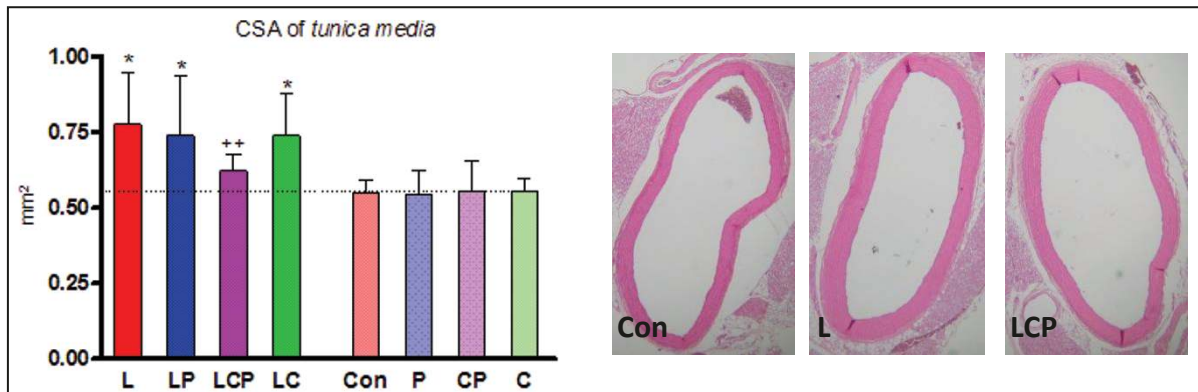 CSA of tunica media
1.00
0.75
0.50
0.25
0.00
mm²
* * ++ *
L LP LCP LC Con P CP C
Con
L
LCP